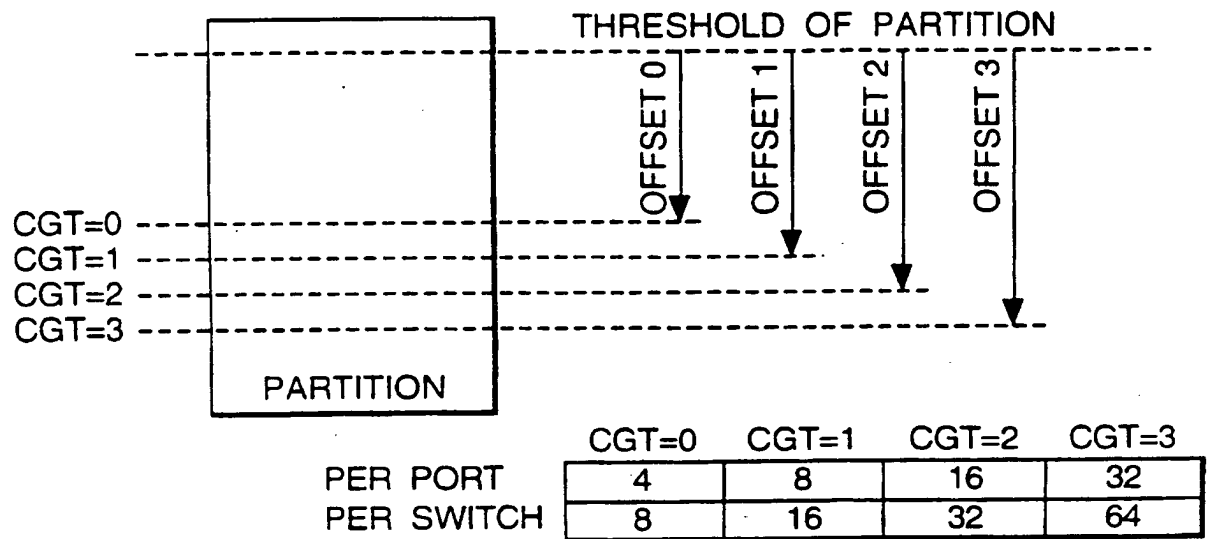 THRESHOLD OF PARTITION
OFFSET 0
OFFSET 1
OFFSET 2
OFFSET 3
CGT=0
CGT=1
CGT=2
CGT=3
PARTITION
CGT=0 CGT=1 CGT=2 CGT=3
PER PORT 4 8 16 32
PER SWITCH 8 16 32 64